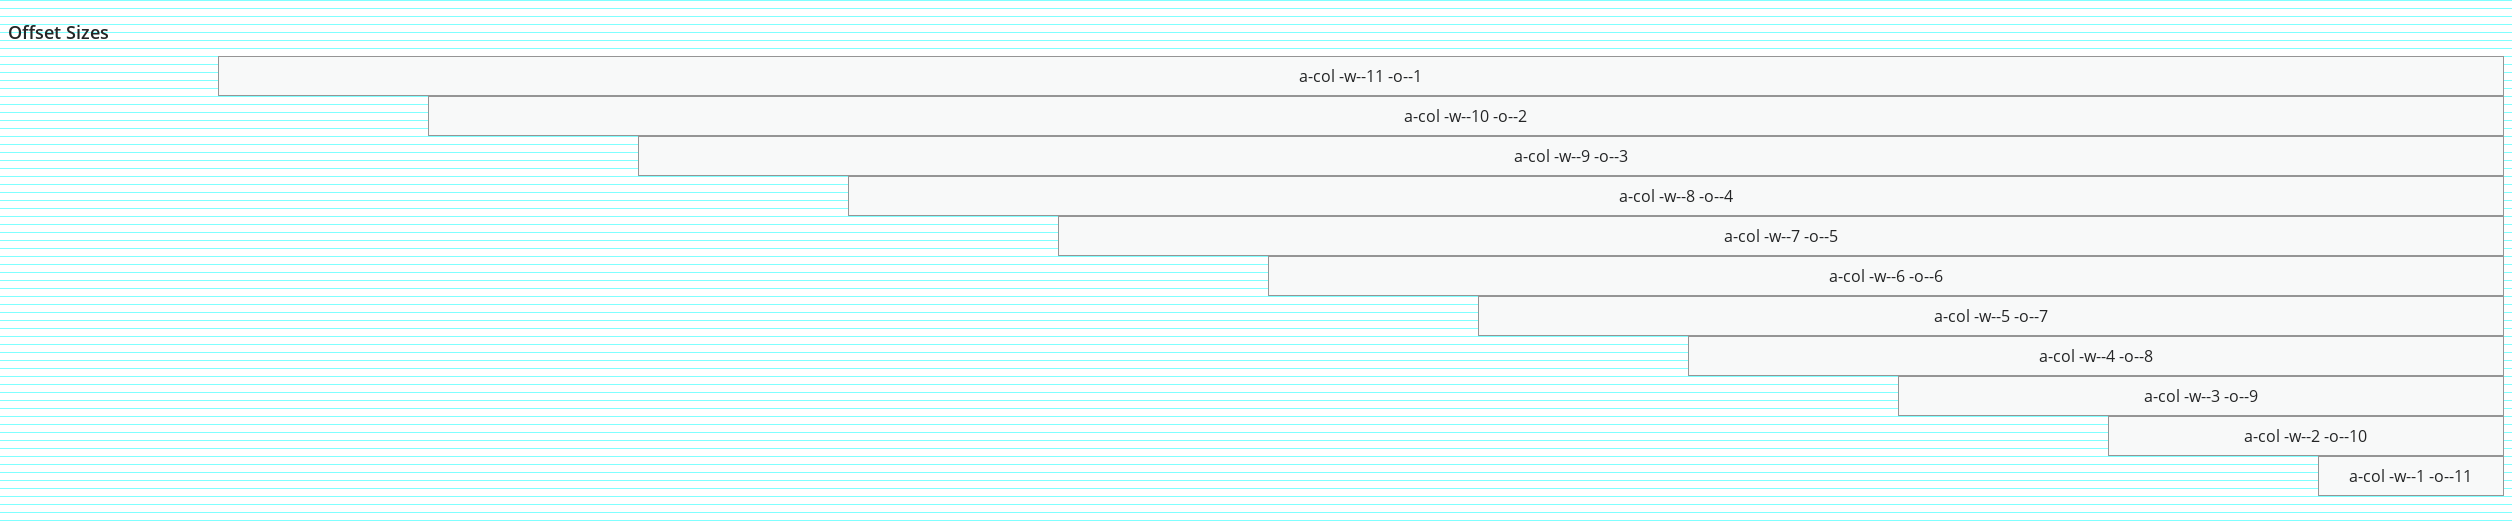 Offset Sizes
a-col -w--11 -o--1
a-col -w--10 -o--2
a-col -w--9 -o--3
a-col -w--8 -o--4
a-col -w--7 -o--5
a-col -w--6 -o--6
a-col -w--5 -o--7
a-col -w--4 -o--8
a-col -w--3 -o--9
a-col -w--2 -o--10
a-col -w--1 -o--11